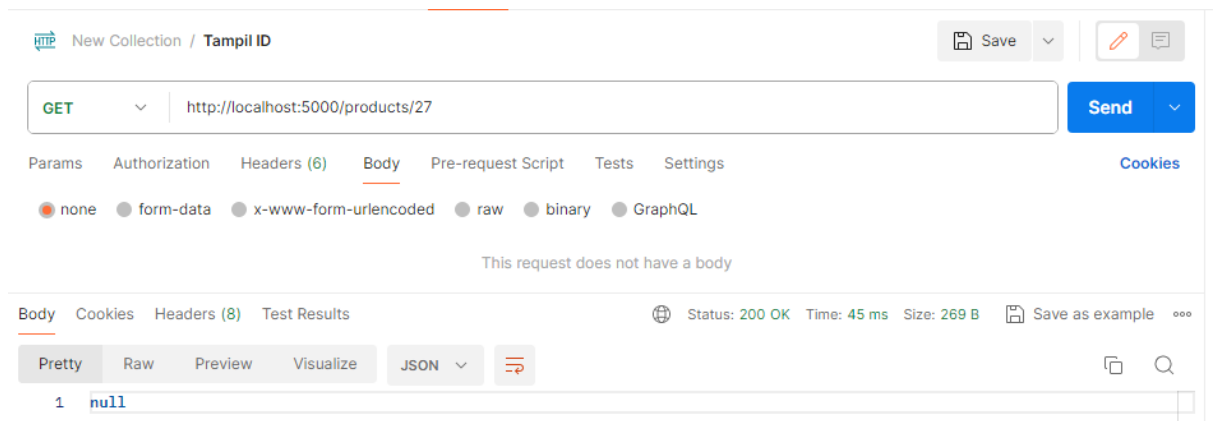 HTTP New Collection / Tampil ID Save
GET http://localhost:5000/products/27 Send
Params Authorization Headers (6) Body Pre-request Script Tests Settings Cookies
none form-data x-www-form-urlencoded raw binary GraphQL
This request does not have a body
Body Cookies Headers (8) Test Results Status: 200 OK Time: 45 ms Size: 269 B Save as example
Pretty Raw Preview Visualize JSON
1 null